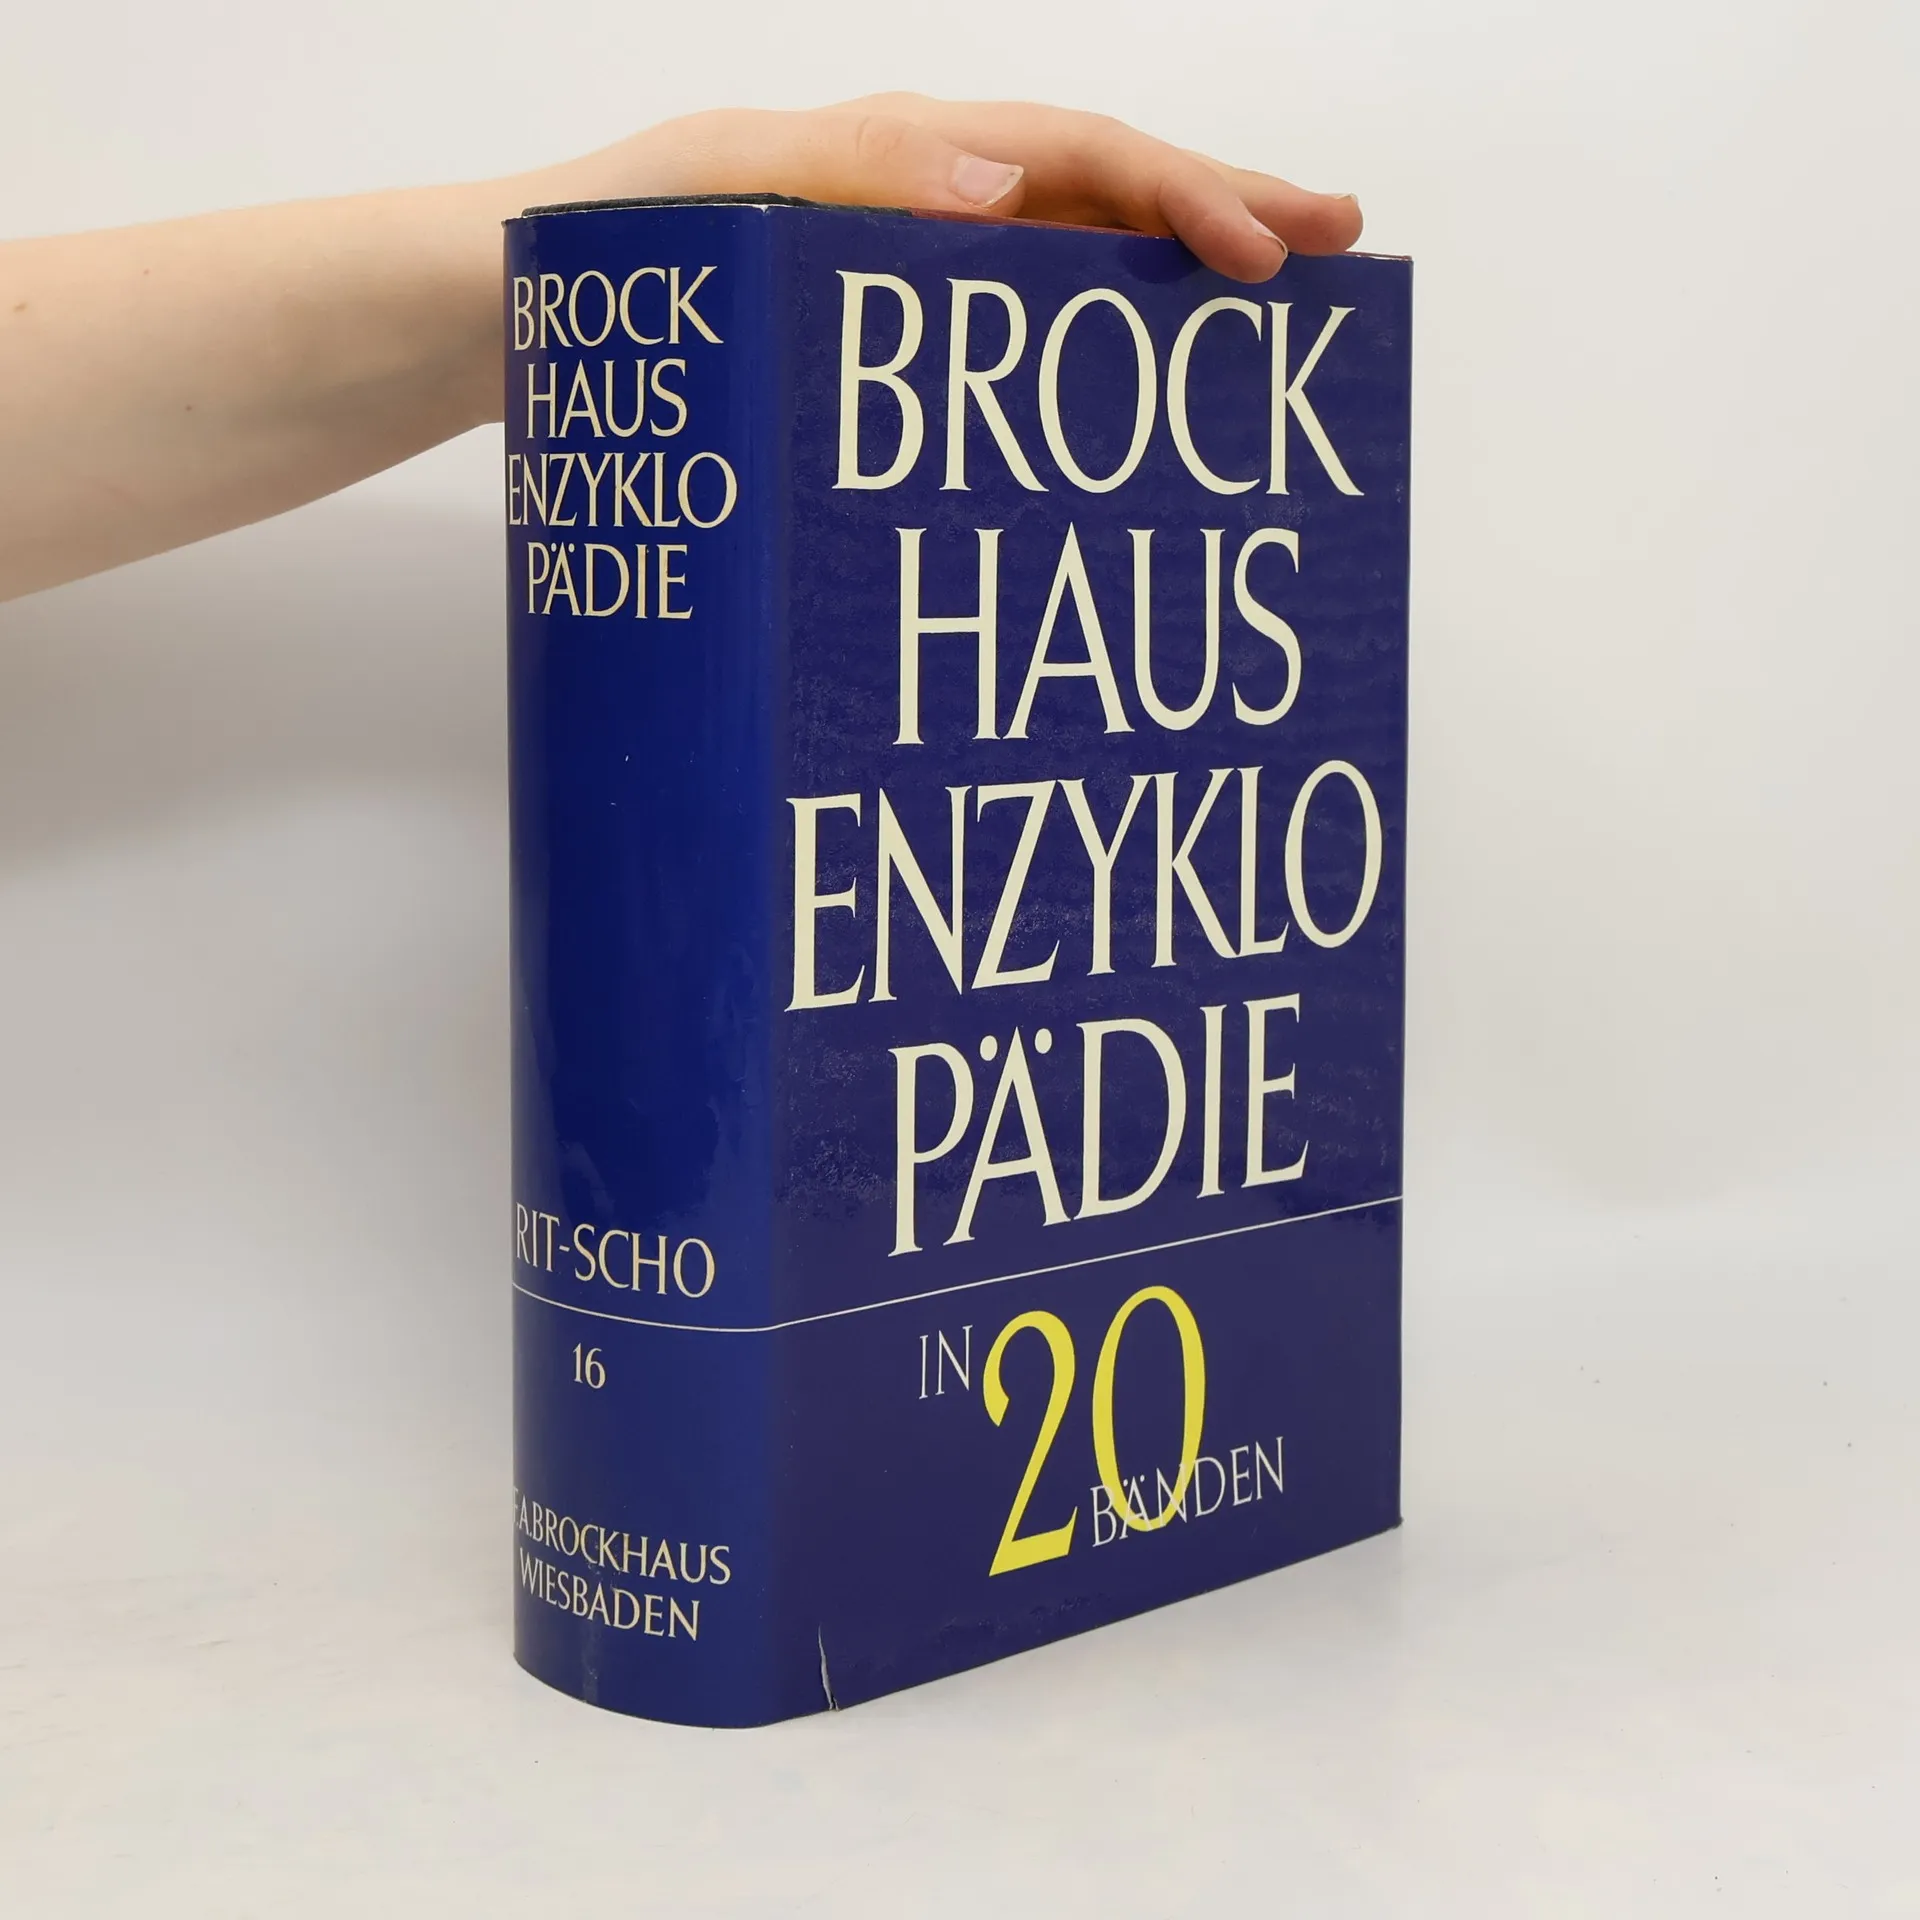 BROCK
HAUS
ENZYKLO
PÄDIE
RIT-SCHO
16
F.A.BROCKHAUS
WIESBADEN
BROCK
HAUS
ENZYKLO
PÄDIE
IN 20
BÄNDEN